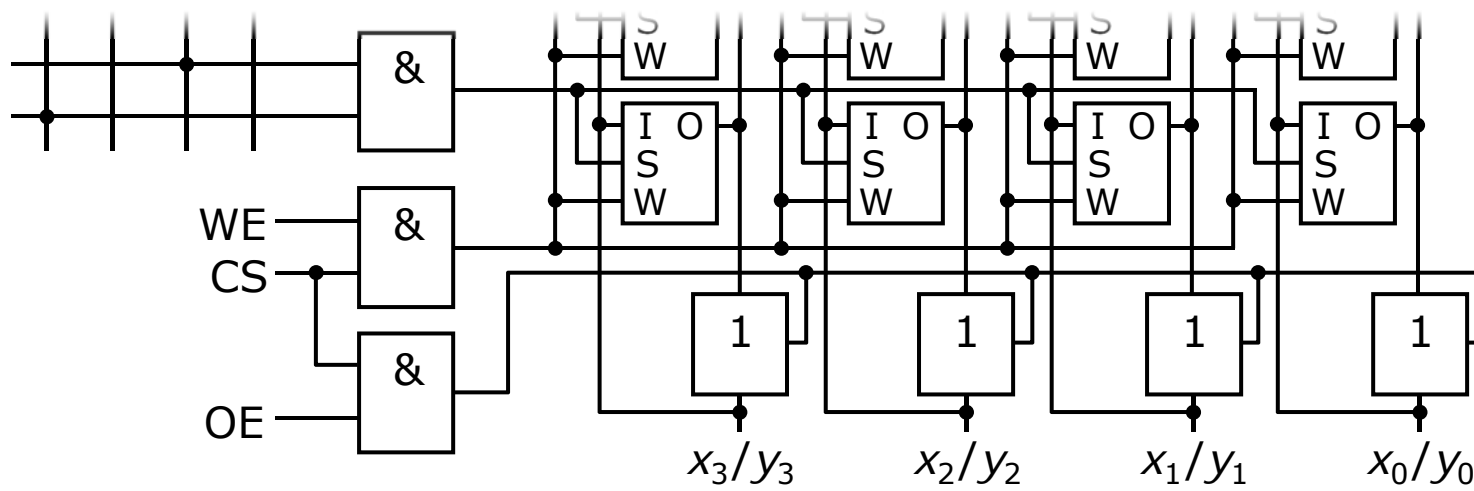 S S S S
& W W W W
I O I O I O I O
S S S S
WE & W W W W
CS
1 1 1 1
&
OE
x₃/y₃ x₂/y₂ x₁/y₁ x₀/y₀